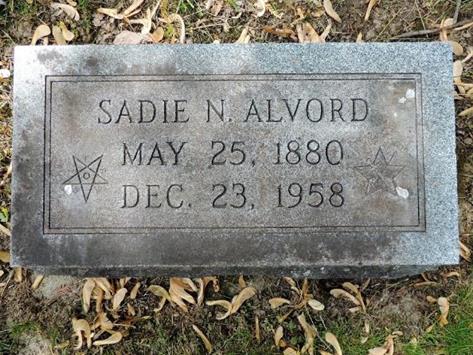 SADIE N. ALVORD
MAY 25, 1880
DEC. 23, 1958